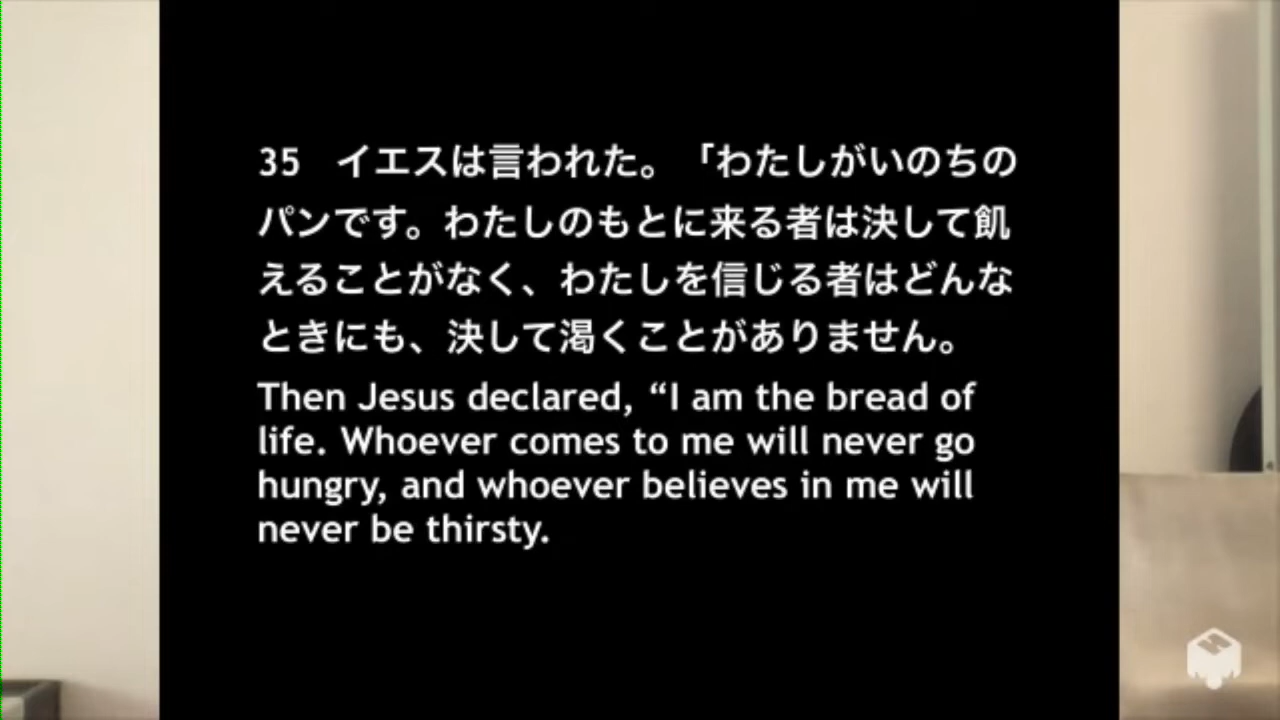 35　イエスは言われた。「わたしがいのちの
パンです。わたしのもとに来る者は決して飢
えることがなく、わたしを信じる者はどんな
ときにも、決して渇くことがありません。
Then Jesus declared, “I am the bread of
life. Whoever comes to me will never go
hungry, and whoever believes in me will
never be thirsty.